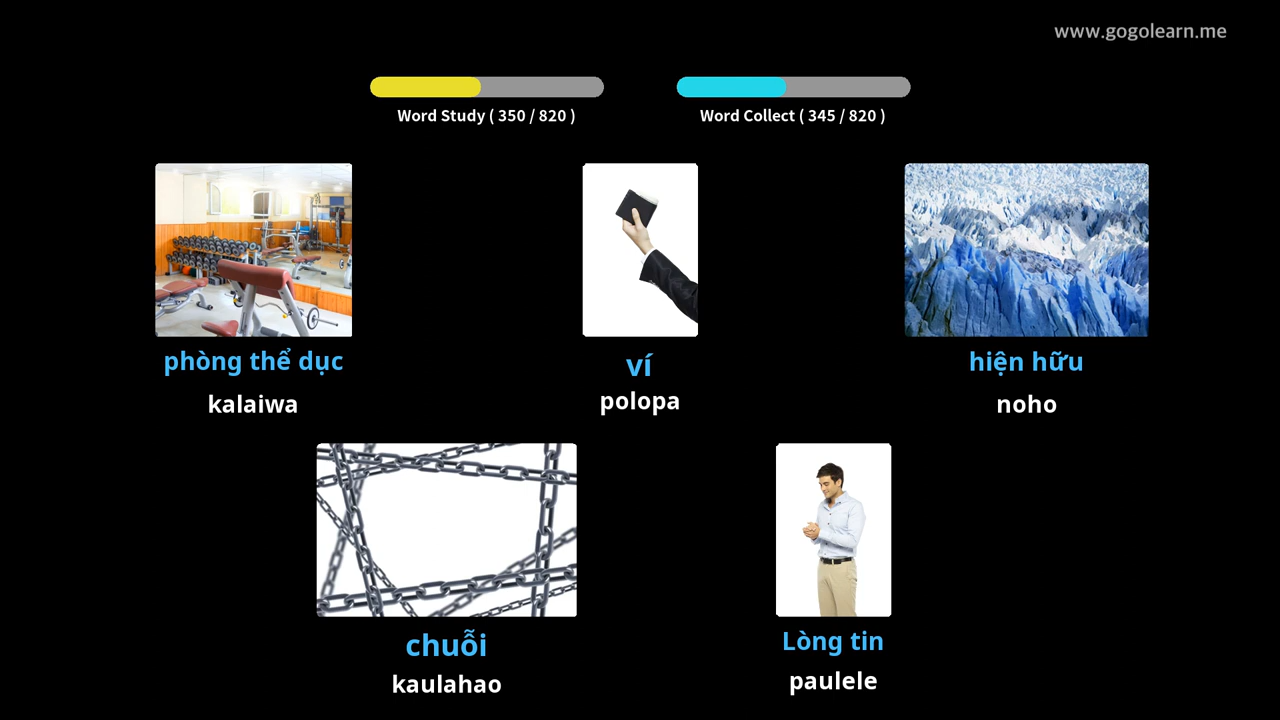 www.gogolearn.me
Word Study ( 350 / 820 )
Word Collect ( 345 / 820 )
phòng thể dục
kalaiwa
ví
polopa
hiện hữu
noho
chuỗi
kaulahao
Lòng tin
paulele